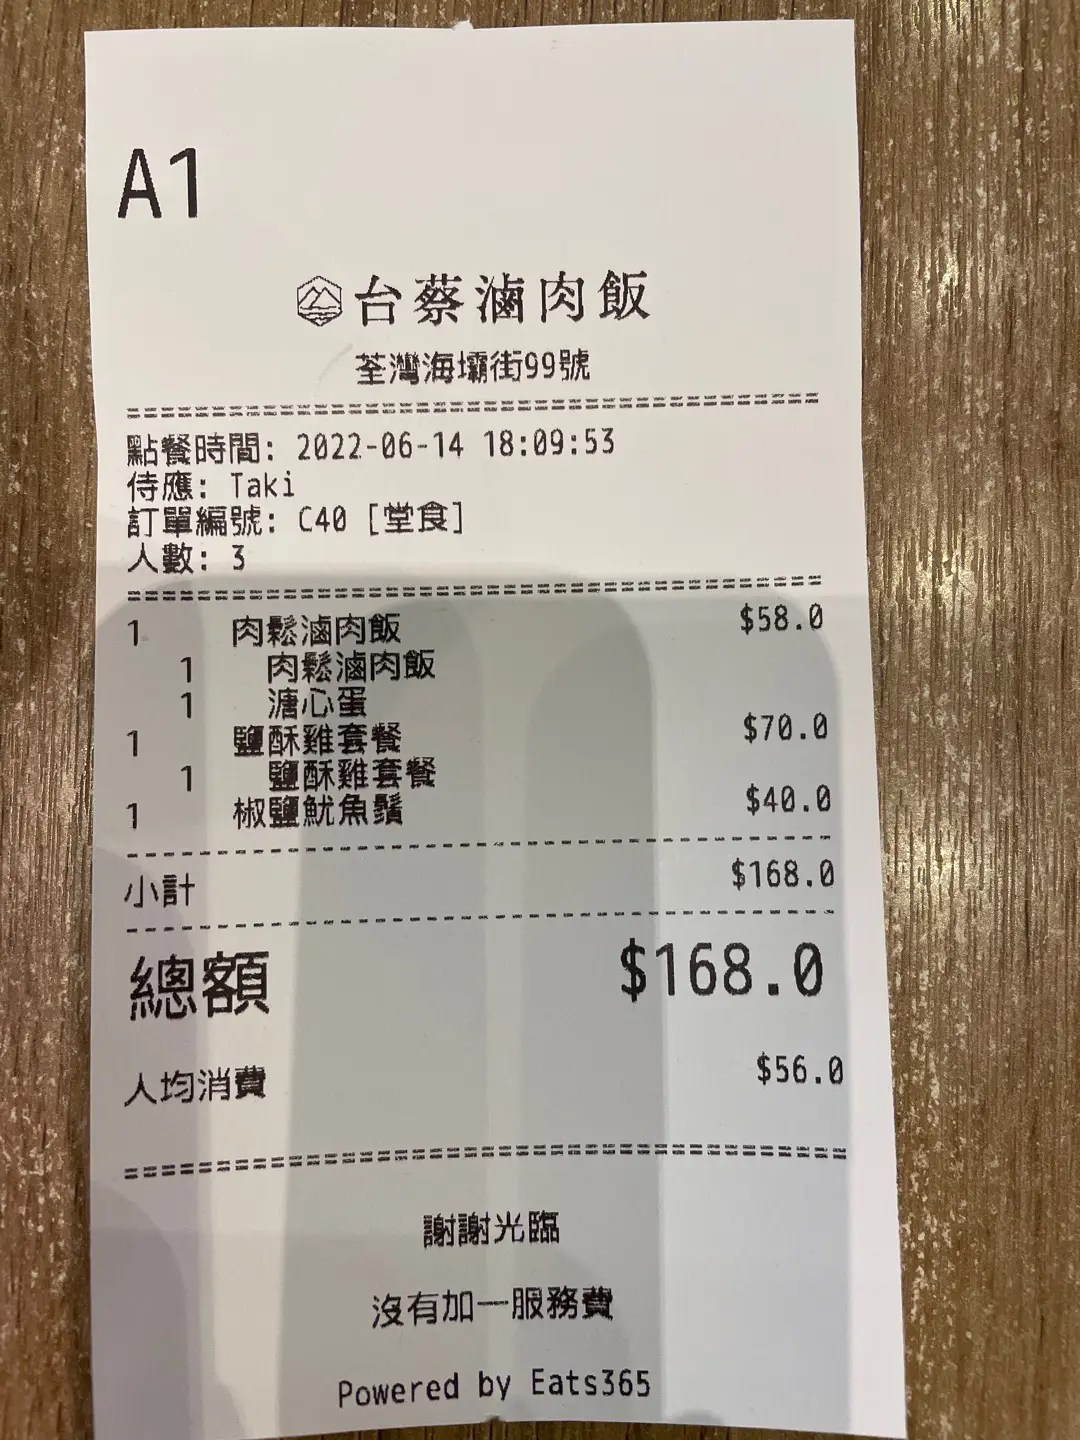 A1
台蔡滷肉飯
荃灣海壩街99號
點餐時間: 2022-06-14 18:09:53
侍應: Taki
訂單編號: C40 [堂食]
人數: 3
1 肉鬆滷肉飯 $58.0
1 肉鬆滷肉飯
1 溏心蛋
1 鹽酥雞套餐 $70.0
1 鹽酥雞套餐
1 椒鹽魷魚鬚 $40.0
小計 $168.0
總額 $168.0
人均消費 $56.0
謝謝光臨
沒有加一服務費
Powered by Eats365